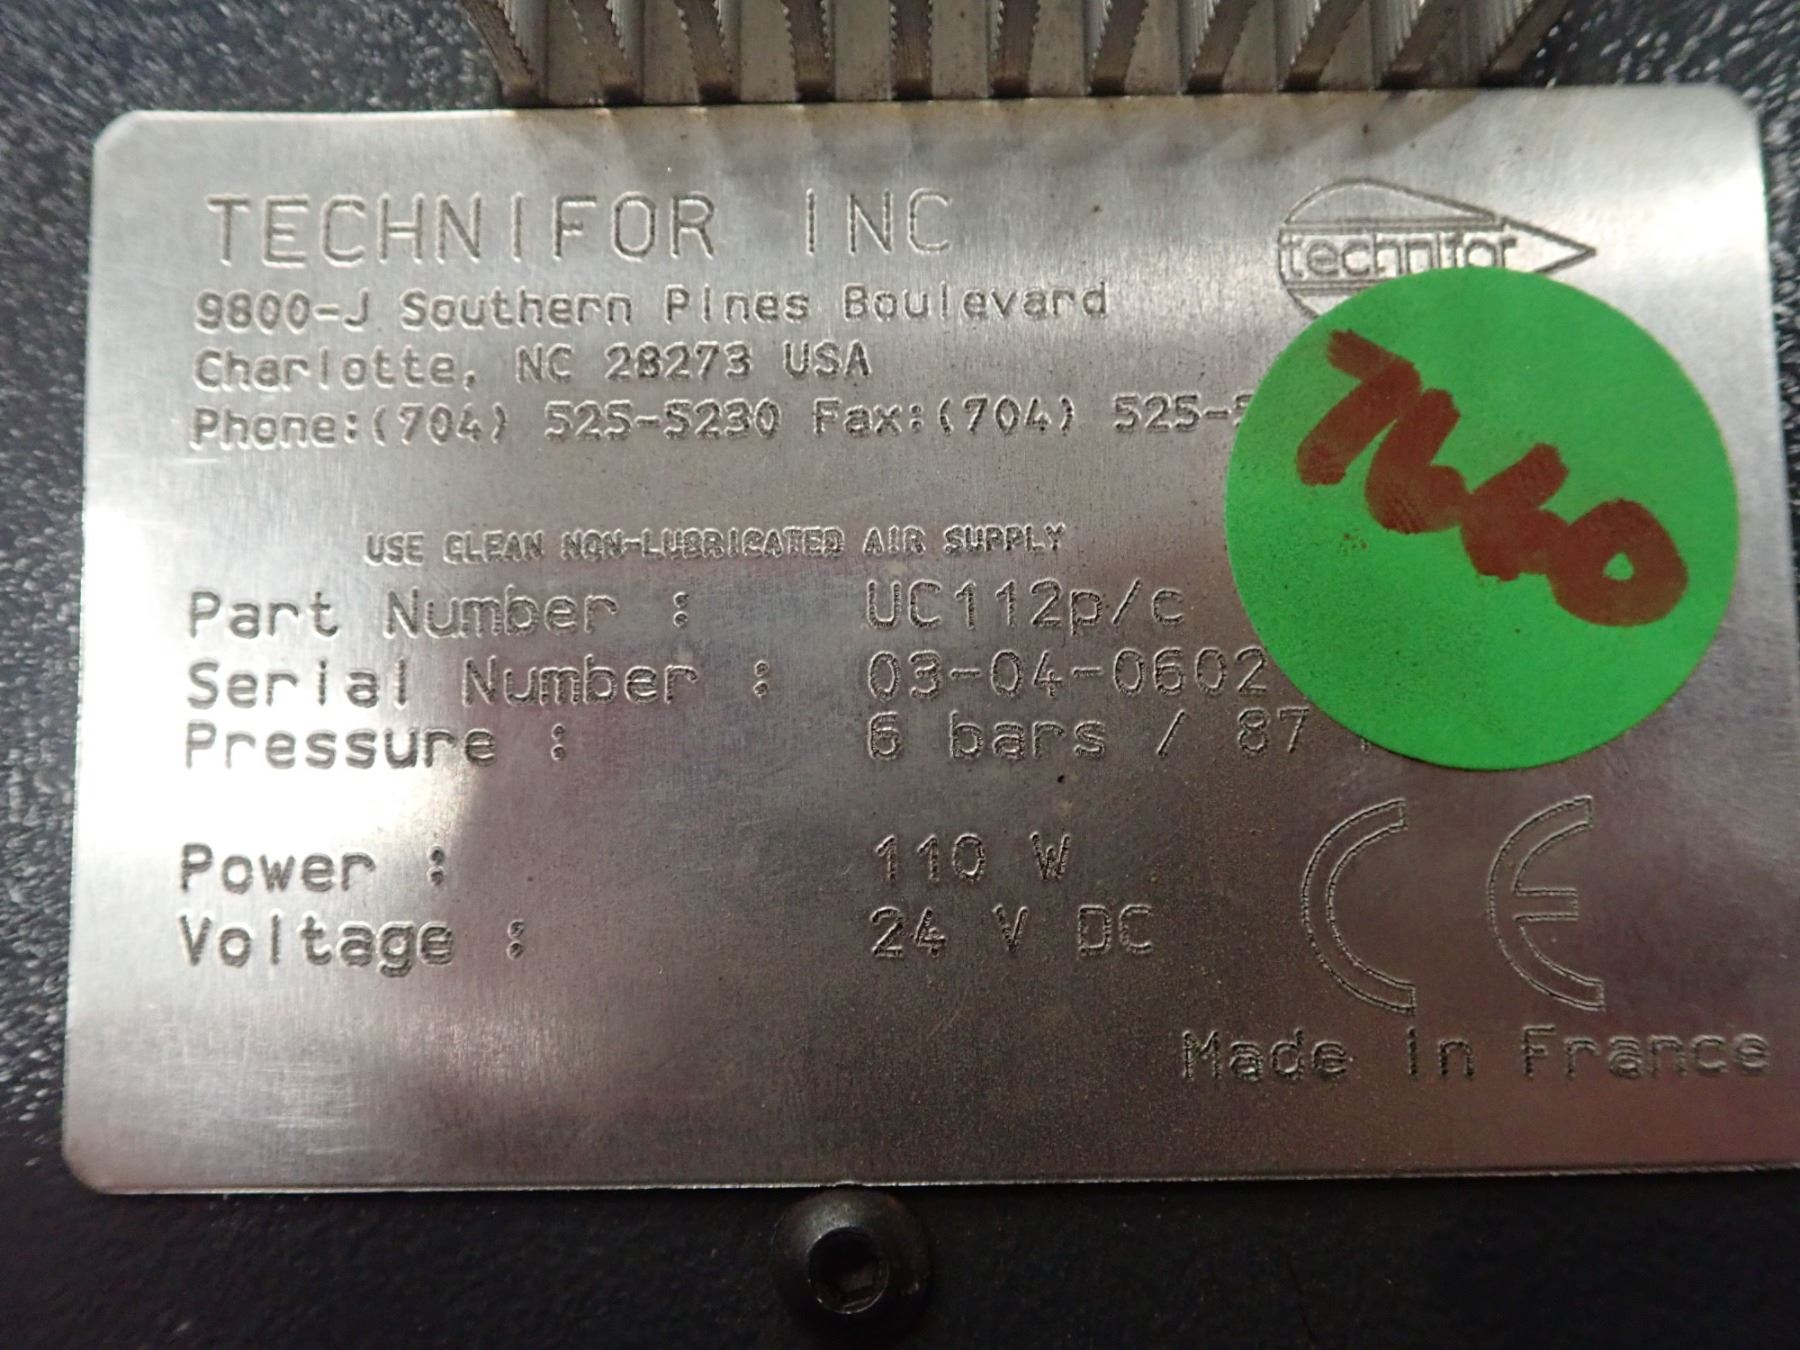 TECHNIFOR INC
technifor
9800-J Southern Pines Boulevard
Charlotte, NC 28273 USA
Phone:(704) 525-5230 Fax:(704)
USE CLEAN NON-LUBRICATED AIR SUPPLY
Part Number : UC112p/c
Serial Number : 03-04-0602
Pressure : 6 bars / 87
Power : 110 W
Voltage : 24 V DC
CE
Made in France